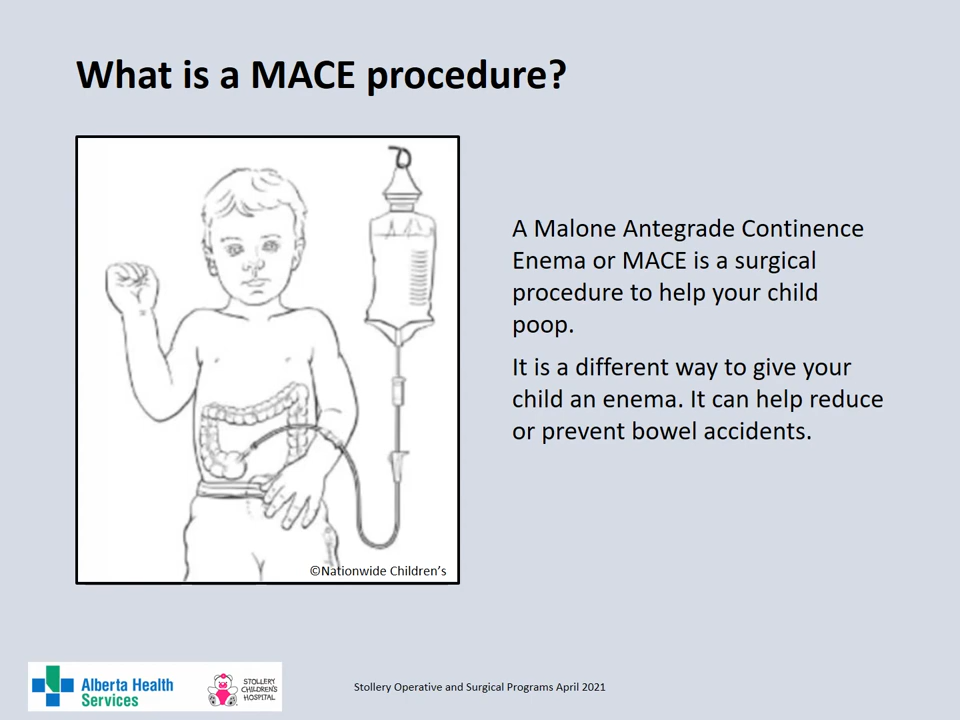 What is a MACE procedure?
A Malone Antegrade Continence
Enema or MACE is a surgical
procedure to help your child
poop.
It is a different way to give your
child an enema. It can help reduce
or prevent bowel accidents.
©Nationwide Children's
Alberta Health
Services
STOLLERY
CHILDREN'S
HOSPITAL
Stollery Operative and Surgical Programs April 2021